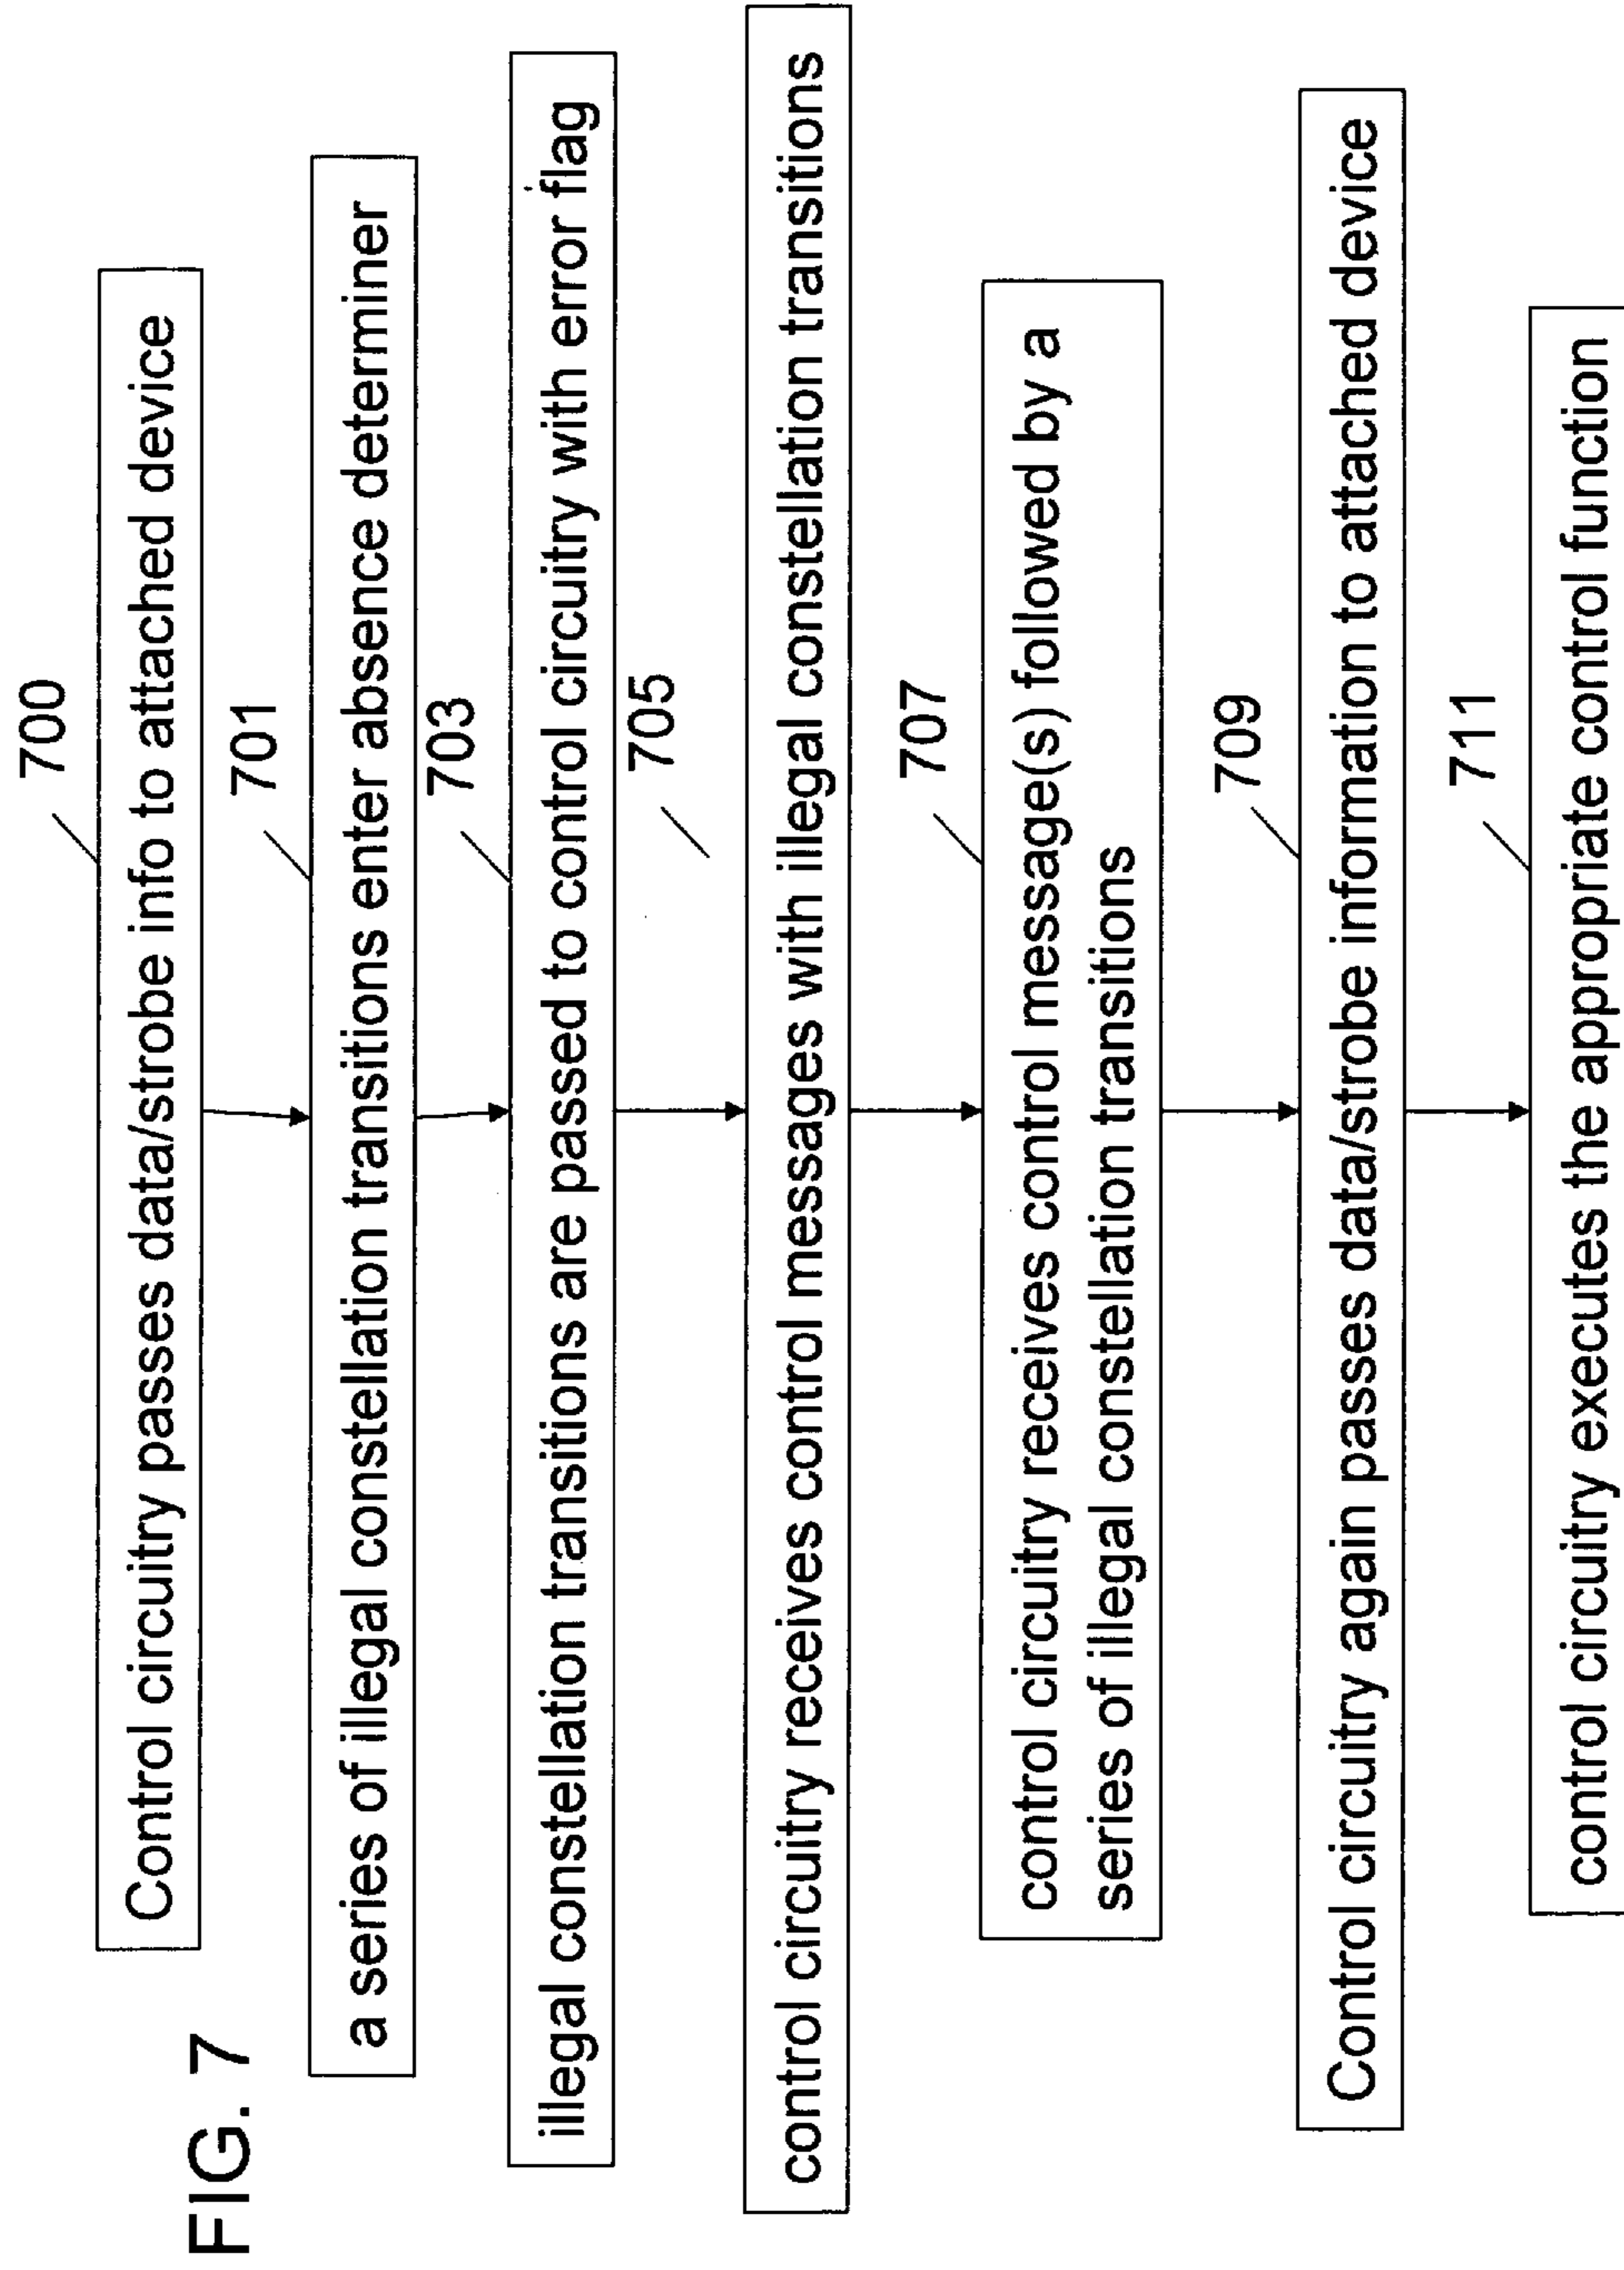 FIG. 7
700
Control circuitry passes data/strobe info to attached device
701
a series of illegal constellation transitions enter absence determiner
703
illegal constellation transitions are passed to control circuitry with error flag
705
control circuitry receives control messages with illegal constellation transitions
707
control circuitry receives control message(s) followed by a
series of illegal constellation transitions
709
Control circuitry again passes data/strobe information to attached device
711
control circuitry executes the appropriate control function